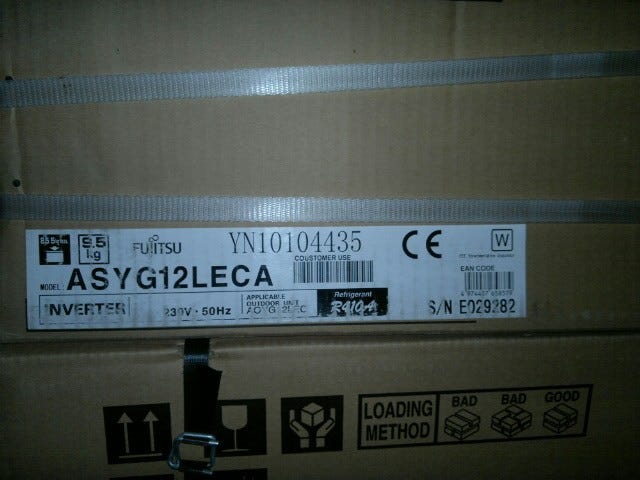 9.5
kg
FUJITSU
YN10104435
CE
W
COUSTOMER USE
MODEL: ASYG12LECA
EAN CODE
INVERTER
230V · 50Hz
APPLICABLE
OUTDOOR UNIT
AOYG12LEC
Refrigerant
R410A
S/N E029282
LOADING
METHOD
BAD
BAD
GOOD